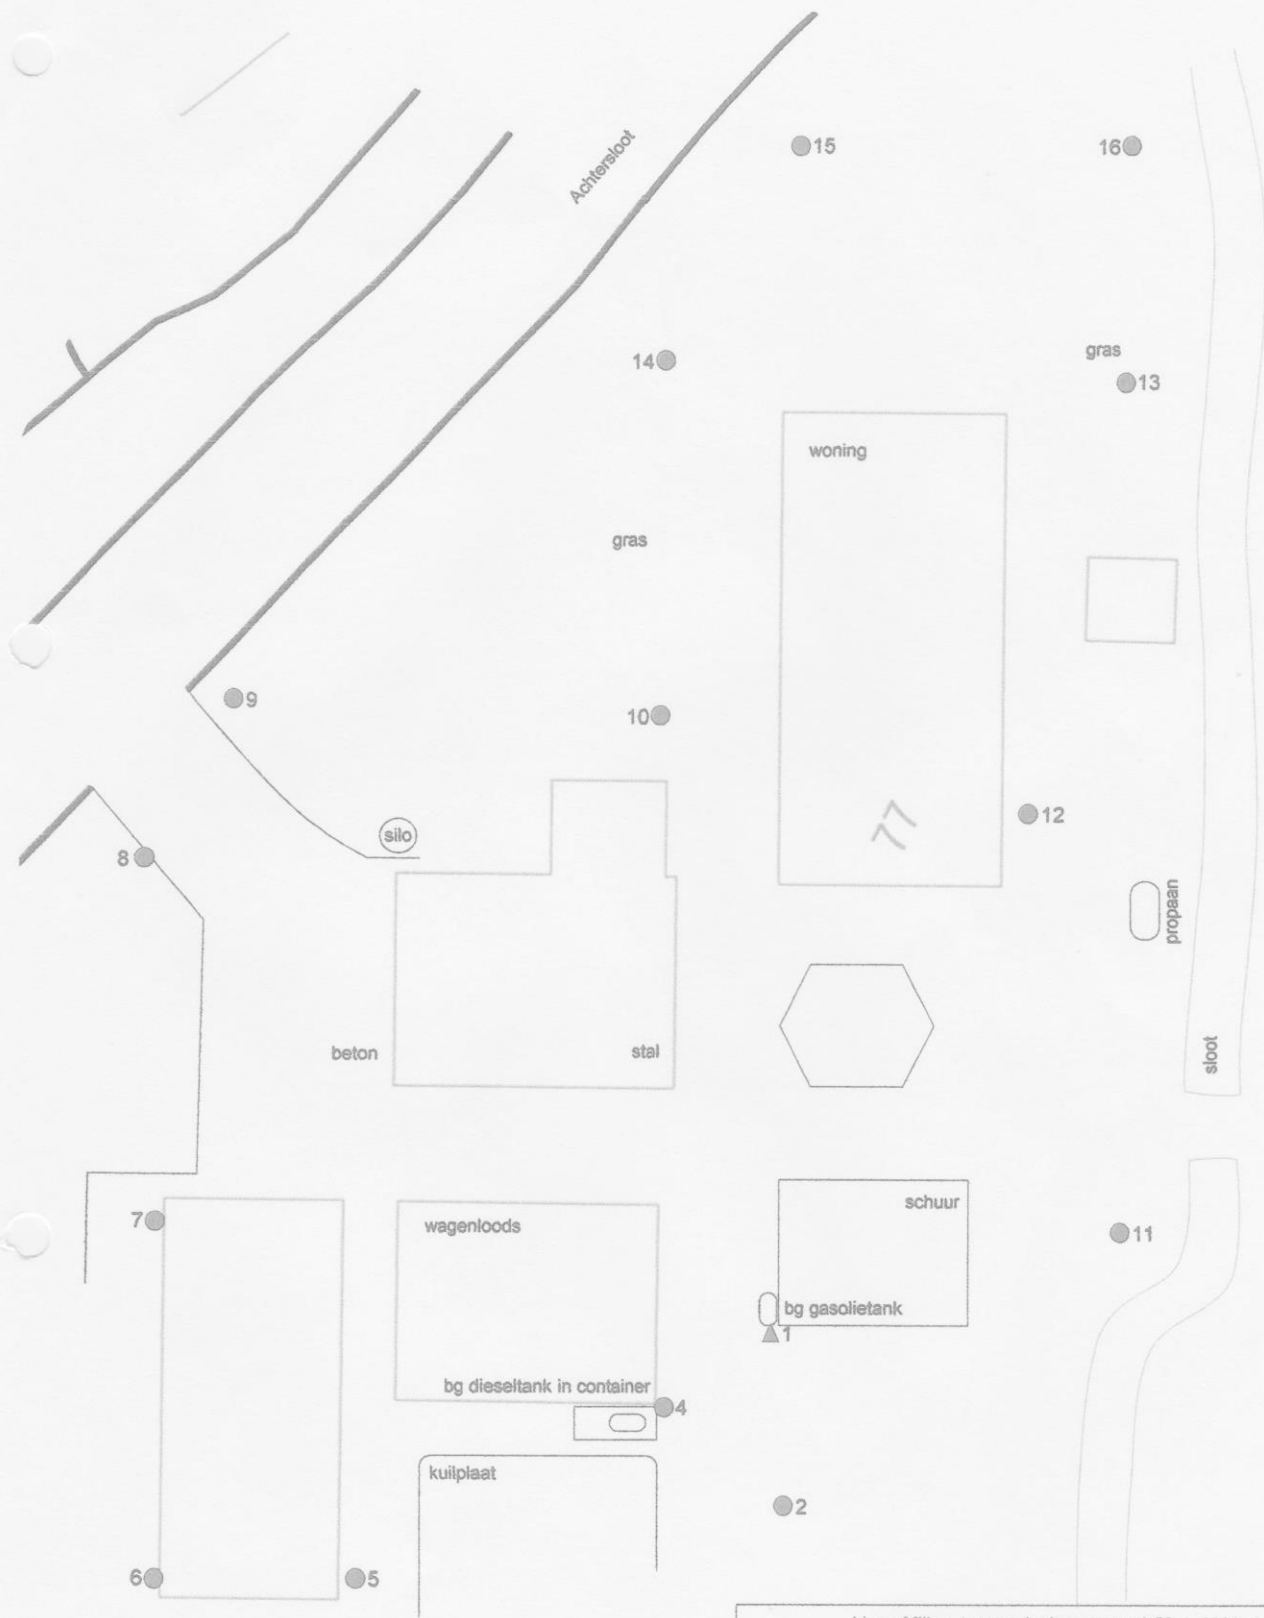 Achtersloot
15
16
14
gras
13
woning
gras
9
10
77
12
silo
8
propaan
beton
stal
sloot
7
wagenloods
schuur
11
bg gasolietank
1
bg dieseltank in container
4
kuilplaat
2
6
5